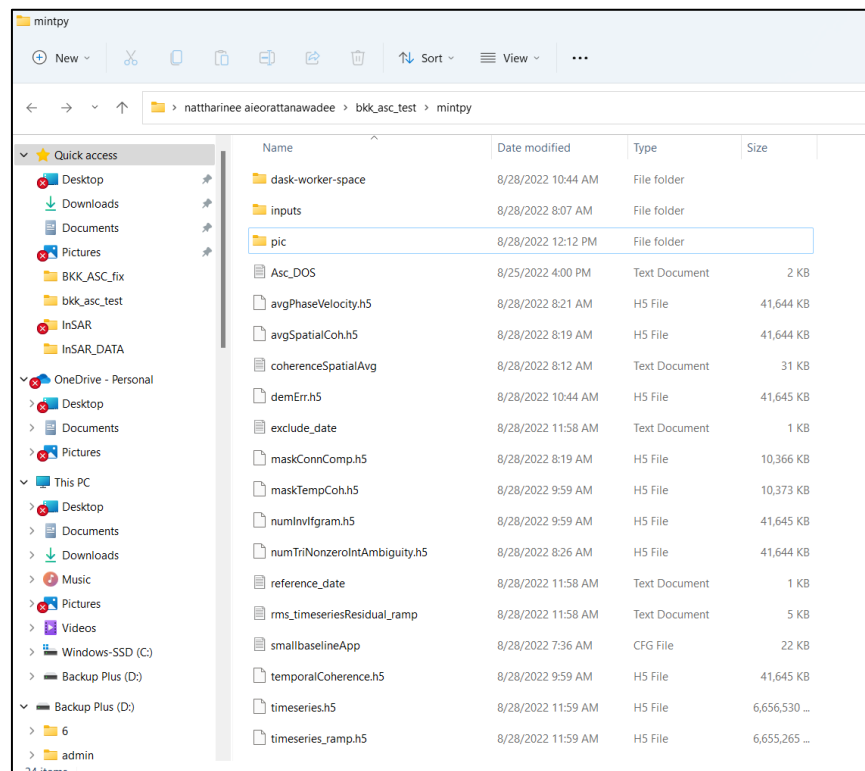 mintpy
New
Sort
View
nattharinee aieorattanawadee
bkk_asc_test
mintpy
Name
Date modified
Type
Size
Quick access
Desktop
Downloads
Documents
Pictures
BKK_ASC_fix
bkk_asc_test
InSAR
InSAR_DATA
OneDrive - Personal
Desktop
Documents
Pictures
This PC
Desktop
Documents
Downloads
Music
Pictures
Videos
Windows-SSD (C:)
Backup Plus (D:)
Backup Plus (D:)
6
admin
dask-worker-space 8/28/2022 10:44 AM File folder
inputs 8/28/2022 8:07 AM File folder
pic 8/28/2022 12:12 PM File folder
Asc_DOS 8/25/2022 4:00 PM Text Document 2 KB
avgPhaseVelocity.h5 8/28/2022 8:21 AM H5 File 41,644 KB
avgSpatialCoh.h5 8/28/2022 8:19 AM H5 File 41,644 KB
coherenceSpatialAvg 8/28/2022 8:12 AM Text Document 31 KB
demErr.h5 8/28/2022 10:44 AM H5 File 41,645 KB
exclude_date 8/28/2022 11:58 AM Text Document 1 KB
maskConnComp.h5 8/28/2022 8:19 AM H5 File 10,366 KB
maskTempCoh.h5 8/28/2022 9:59 AM H5 File 10,373 KB
numInvIfgram.h5 8/28/2022 9:59 AM H5 File 41,645 KB
numTriNonzeroIntAmbiguity.h5 8/28/2022 8:26 AM H5 File 41,644 KB
reference_date 8/28/2022 11:58 AM Text Document 1 KB
rms_timeseriesResidual_ramp 8/28/2022 11:58 AM Text Document 5 KB
smallbaselineApp 8/28/2022 7:36 AM CFG File 22 KB
temporalCoherence.h5 8/28/2022 9:59 AM H5 File 41,645 KB
timeseries.h5 8/28/2022 11:59 AM H5 File 6,656,530 ...
timeseries_ramp.h5 8/28/2022 11:59 AM H5 File 6,655,265 ...